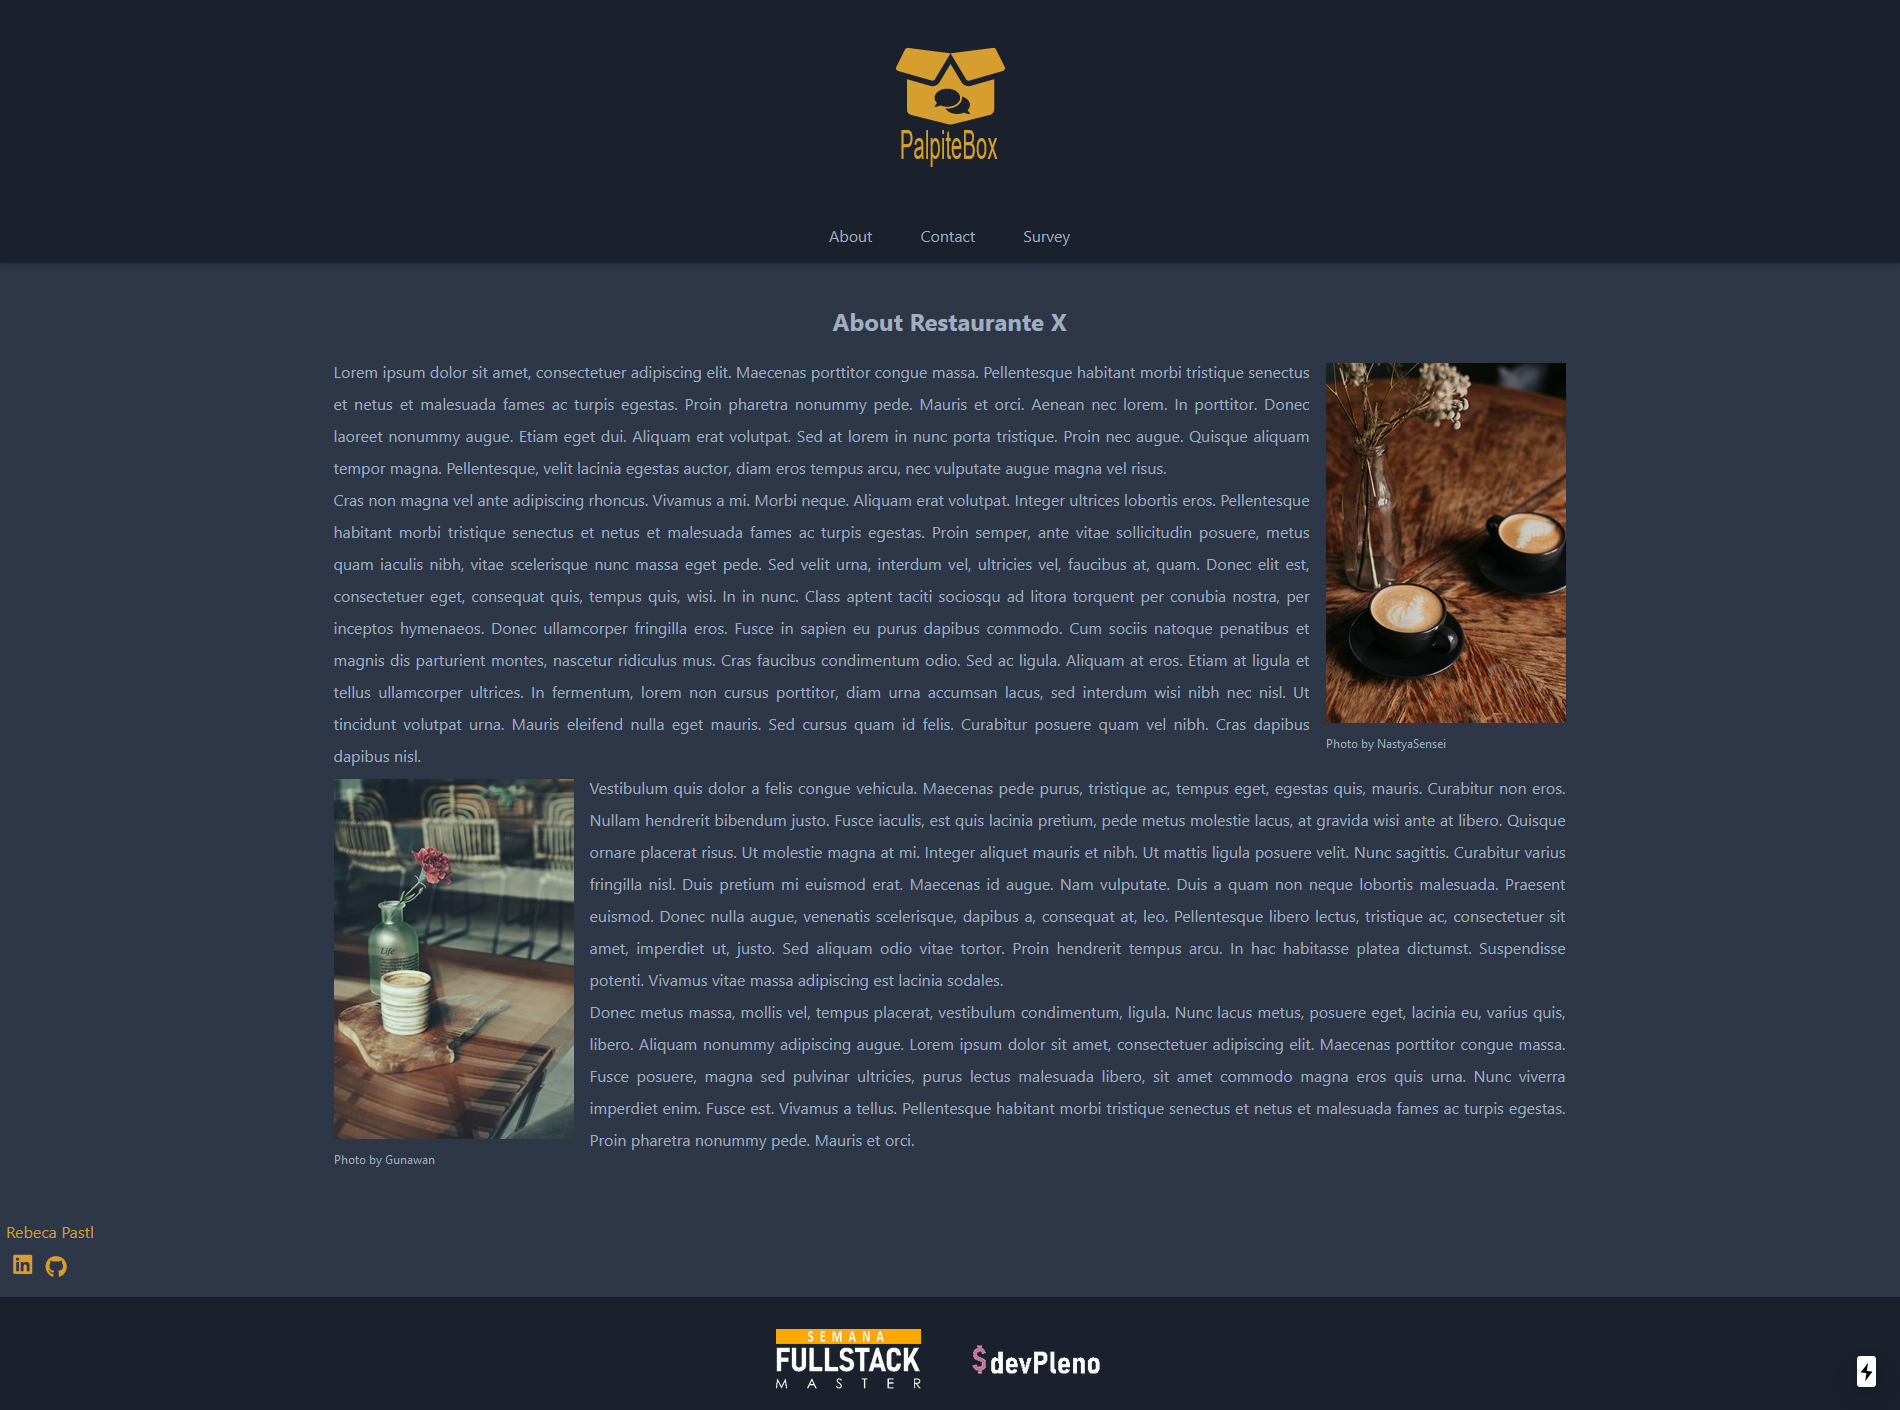 PalpiteBox
About Contact Survey
About Restaurante X
Lorem ipsum dolor sit amet, consectetuer adipiscing elit. Maecenas porttitor congue massa. Pellentesque habitant morbi tristique senectus
et netus et malesuada fames ac turpis egestas. Proin pharetra nonummy pede. Mauris et orci. Aenean nec lorem. In porttitor. Donec
laoreet nonummy augue. Etiam eget dui. Aliquam erat volutpat. Sed at lorem in nunc porta tristique. Proin nec augue. Quisque aliquam
tempor magna. Pellentesque, velit lacinia egestas auctor, diam eros tempus arcu, nec vulputate augue magna vel risus.
Cras non magna vel ante adipiscing rhoncus. Vivamus a mi. Morbi neque. Aliquam erat volutpat. Integer ultrices lobortis eros. Pellentesque
habitant morbi tristique senectus et netus et malesuada fames ac turpis egestas. Proin semper, ante vitae sollicitudin posuere, metus
quam iaculis nibh, vitae scelerisque nunc massa eget pede. Sed velit urna, interdum vel, ultricies vel, faucibus at, quam. Donec elit est,
consectetuer eget, consequat quis, tempus quis, wisi. In in nunc. Class aptent taciti sociosqu ad litora torquent per conubia nostra, per
inceptos hymenaeos. Donec ullamcorper fringilla eros. Fusce in sapien eu purus dapibus commodo. Cum sociis natoque penatibus et
magnis dis parturient montes, nascetur ridiculus mus. Cras faucibus condimentum odio. Sed ac ligula. Aliquam at eros. Etiam at ligula et
tellus ullamcorper ultrices. In fermentum, lorem non cursus porttitor, diam urna accumsan lacus, sed interdum wisi nibh nec nisl. Ut
tincidunt volutpat urna. Mauris eleifend nulla eget mauris. Sed cursus quam id felis. Curabitur posuere quam vel nibh. Cras dapibus
dapibus nisl.
Photo by NastyaSensei
Vestibulum quis dolor a felis congue vehicula. Maecenas pede purus, tristique ac, tempus eget, egestas quis, mauris. Curabitur non eros.
Nullam hendrerit bibendum justo. Fusce iaculis, est quis lacinia pretium, pede metus molestie lacus, at gravida wisi ante at libero. Quisque
ornare placerat risus. Ut molestie magna at mi. Integer aliquet mauris et nibh. Ut mattis ligula posuere velit. Nunc sagittis. Curabitur varius
fringilla nisl. Duis pretium mi euismod erat. Maecenas id augue. Nam vulputate. Duis a quam non neque lobortis malesuada. Praesent
euismod. Donec nulla augue, venenatis scelerisque, dapibus a, consequat at, leo. Pellentesque libero lectus, tristique ac, consectetuer sit
amet, imperdiet ut, justo. Sed aliquam odio vitae tortor. Proin hendrerit tempus arcu. In hac habitasse platea dictumst. Suspendisse
potenti. Vivamus vitae massa adipiscing est lacinia sodales.
Donec metus massa, mollis vel, tempus placerat, vestibulum condimentum, ligula. Nunc lacus metus, posuere eget, lacinia eu, varius quis,
libero. Aliquam nonummy adipiscing augue. Lorem ipsum dolor sit amet, consectetuer adipiscing elit. Maecenas porttitor congue massa.
Fusce posuere, magna sed pulvinar ultricies, purus lectus malesuada libero, sit amet commodo magna eros quis urna. Nunc viverra
imperdiet enim. Fusce est. Vivamus a tellus. Pellentesque habitant morbi tristique senectus et netus et malesuada fames ac turpis egestas.
Proin pharetra nonummy pede. Mauris et orci.
Life
Photo by Gunawan
Rebeca Pastl
in
SEMANA
FULLSTACK
MASTER
$devPleno